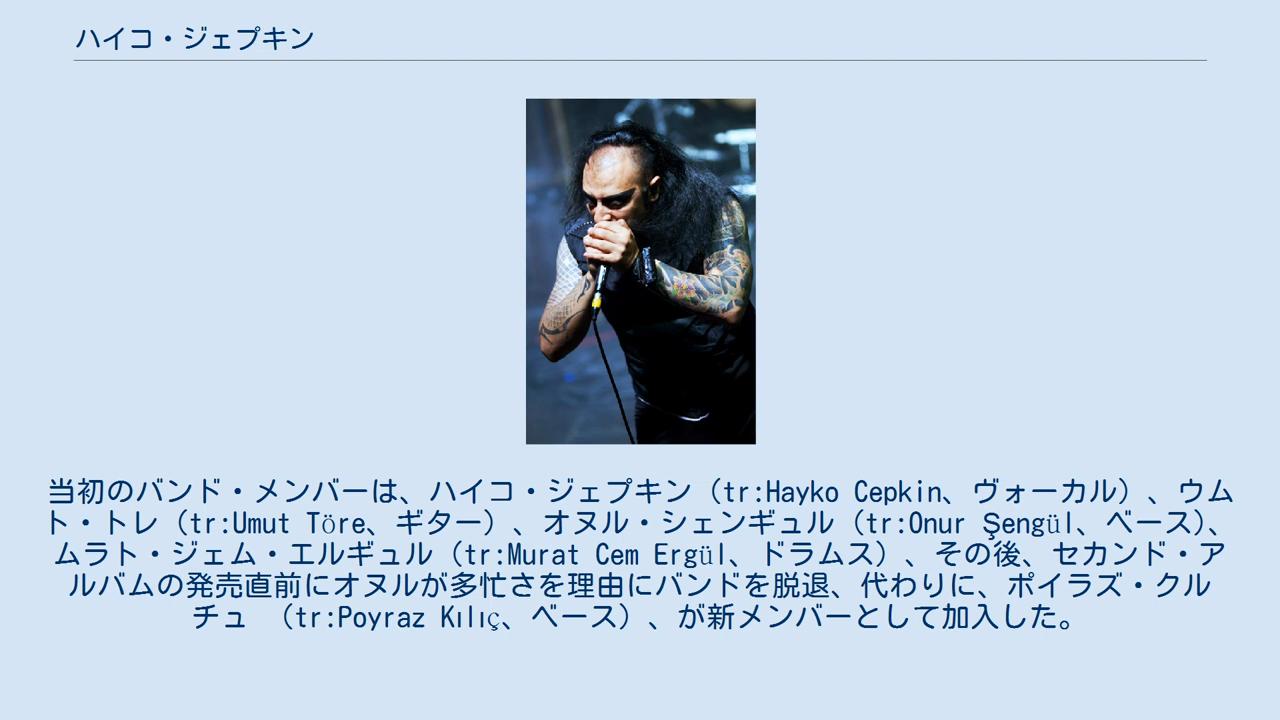 ハイコ・ジェプキン
当初のバンド・メンバーは、ハイコ・ジェプキン（tr:Hayko Cepkin、ヴォーカル）、ウム
ト・トレ（tr:Umut Töre、ギター）、オヌル・シェンギュル（tr:Onur Şengül、ベース)、
ムラト・ジェム・エルギュル（tr:Murat Cem Ergül、ドラムス）、その後、セカンド・ア
ルバムの発売直前にオヌルが多忙さを理由にバンドを脱退、代わりに、ポイラズ・クル
チュ （tr:Poyraz Kılıç、ベース）、が新メンバーとして加入した。